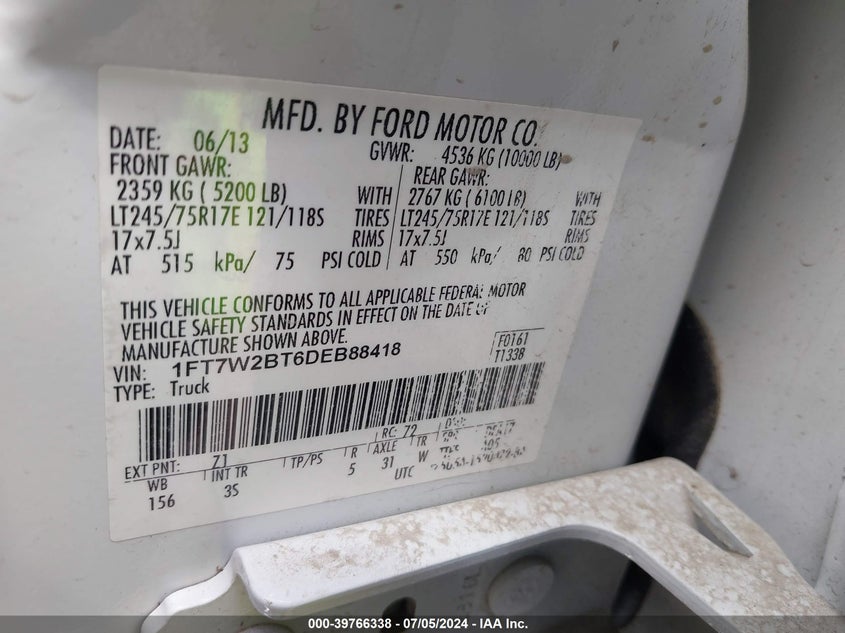 MFD. BY FORD MOTOR CO.
DATE: 06/13 GVWR: 4536 KG (10000 LB)
FRONT GAWR: REAR GAWR:
2359 KG ( 5200 LB) WITH 2767 KG ( 6100 LB) WITH
LT245/75R17E 121/118S TIRES LT245/75R17E 121/118S TIRES
17x7.5J RIMS 17x7.5J RIMS
AT 515 kPa/ 75 PSI COLD AT 550 kPa/ 80 PSI COLD
THIS VEHICLE CONFORMS TO ALL APPLICABLE FEDERAL MOTOR
VEHICLE SAFETY STANDARDS IN EFFECT ON THE DATE OF
MANUFACTURE SHOWN ABOVE.
VIN: 1FT7W2BT6DEB88418 F0161
TYPE: Truck T1338
EXT PNT: Z1 RC: 72
WB INT TR TP/PS R AXLE TR
156 3S 5 31 W
UTC
000-39766338 / 07/05/2024 / IAA Inc.